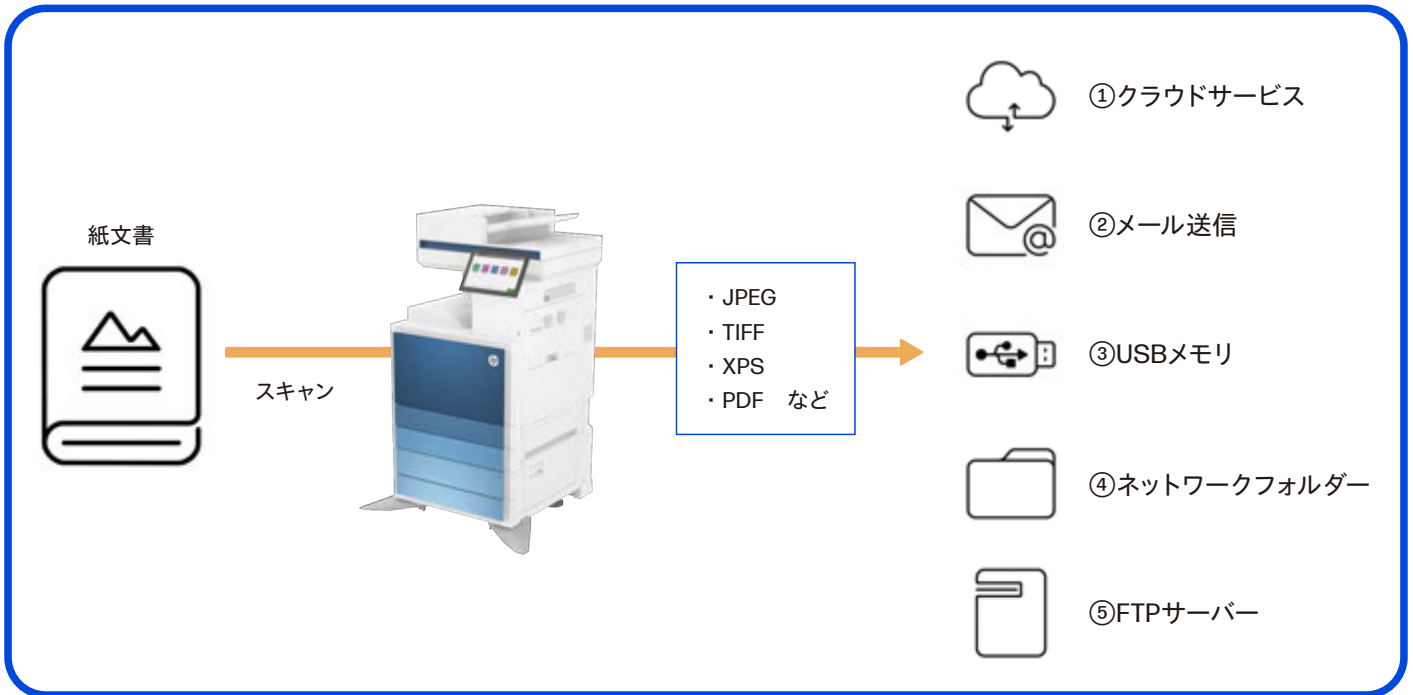 紙文書
スキャン
・JPEG
・TIFF
・XPS
・PDF　など
①クラウドサービス
②メール送信
③USBメモリ
④ネットワークフォルダー
⑤FTPサーバー